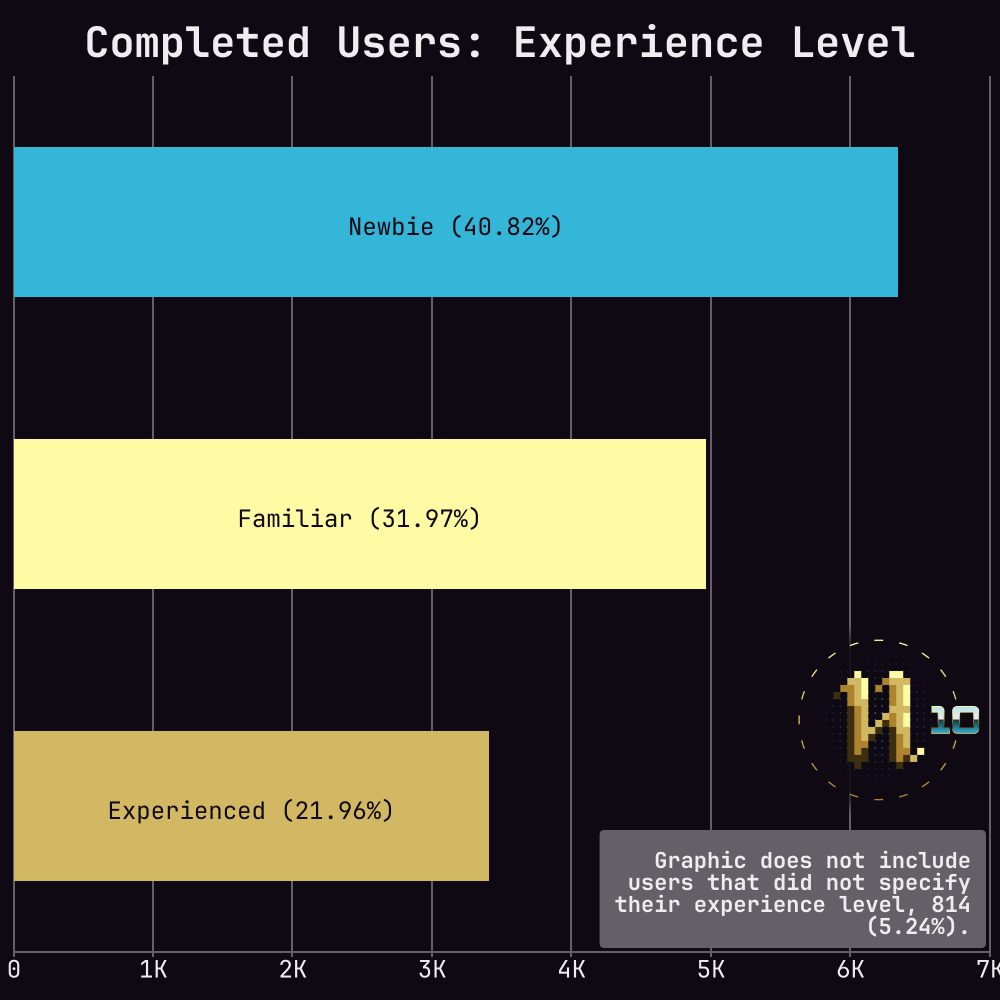 Completed Users: Experience Level
Newbie (40.82%)
Familiar (31.97%)
Experienced (21.96%)
10
Graphic does not include
users that did not specify
their experience level, 814
(5.24%).
0 1K 2K 3K 4K 5K 6K 7K